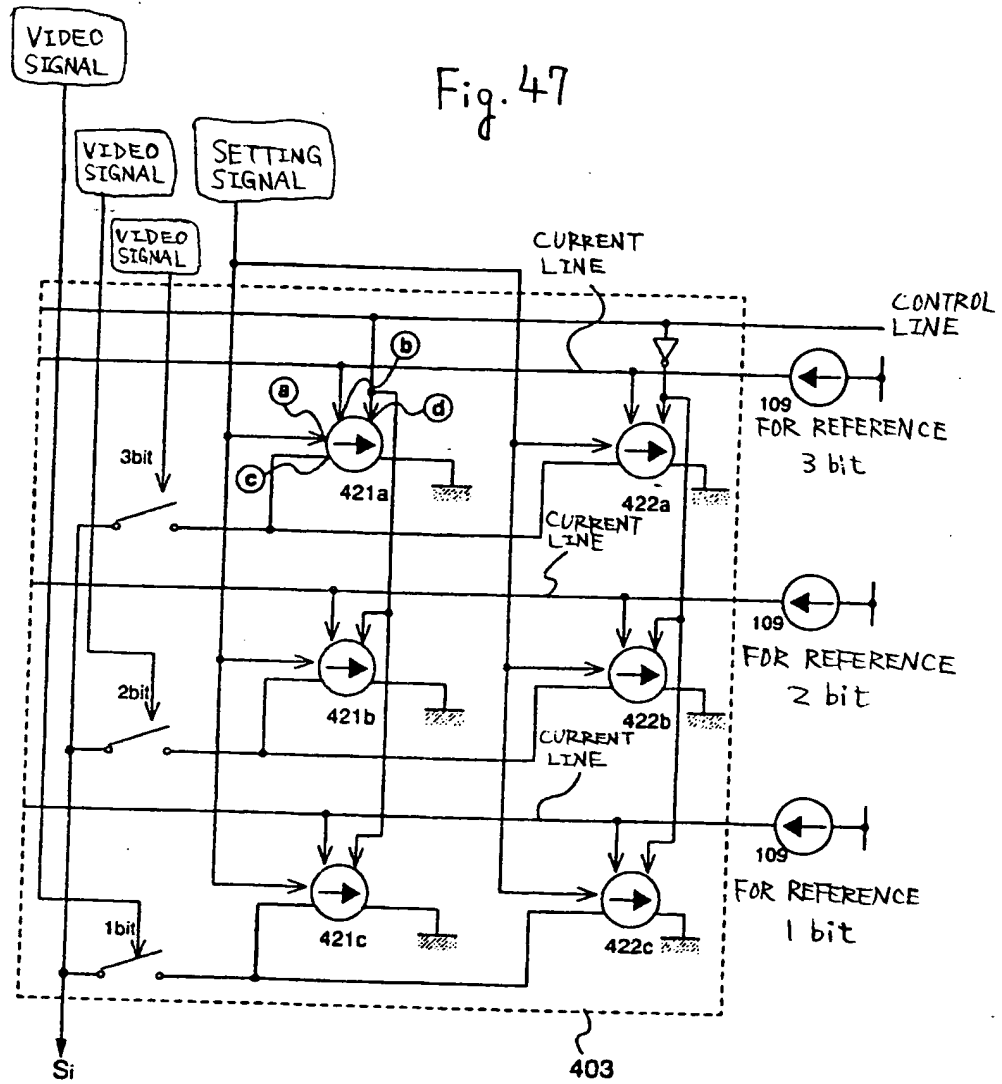 VIDEO
SIGNAL
Fig. 47
VIDEO
SIGNAL
SETTING
SIGNAL
VIDEO
SIGNAL
CURRENT
LINE
CONTROL
LINE
b
a
d
109
FOR REFERENCE
3 bit
3bit
c
421a
422a
CURRENT
LINE
109
FOR REFERENCE
2 bit
2bit
421b
422b
CURRENT
LINE
109
FOR REFERENCE
1 bit
1bit
421c
422c
Si
403